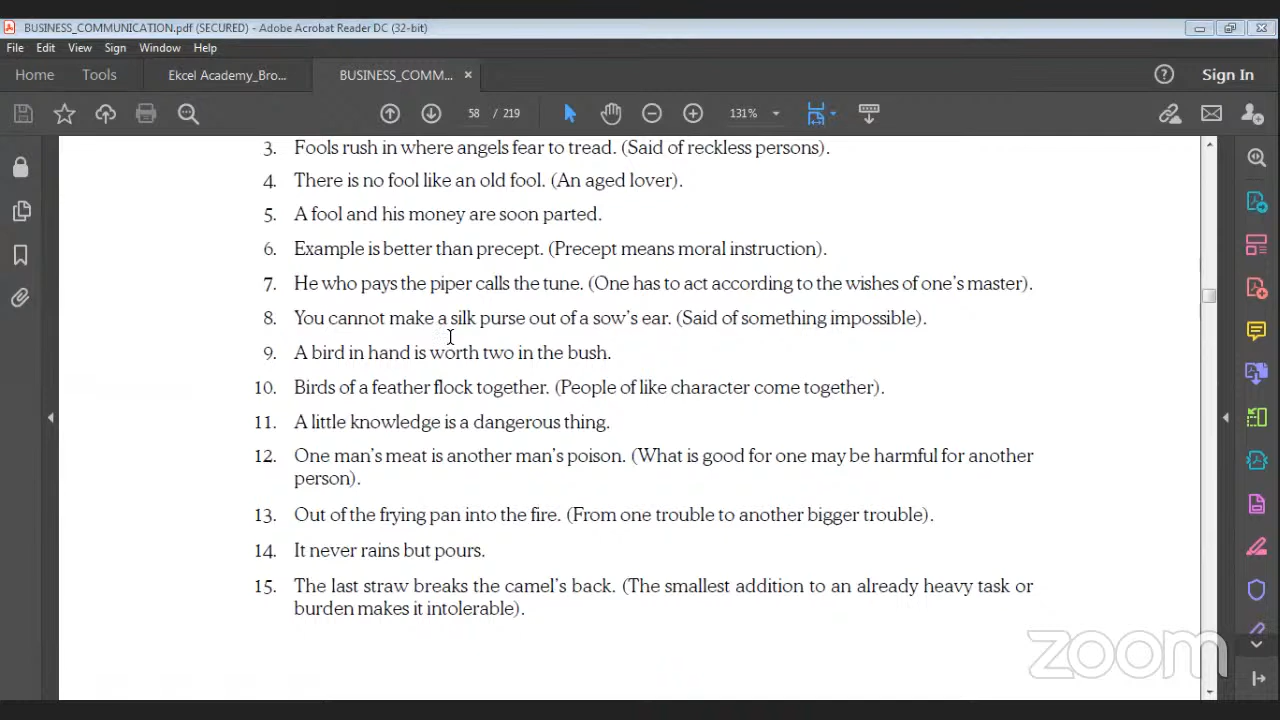 BUSINESS_COMMUNICATION.pdf (SECURED) - Adobe Acrobat Reader DC (32-bit)
File Edit View Sign Window Help
Home Tools Ekcel Academy_Bro... BUSINESS_COMM... × Sign In
58 / 219 131%
3. Fools rush in where angels fear to tread. (Said of reckless persons).
4. There is no fool like an old fool. (An aged lover).
5. A fool and his money are soon parted.
6. Example is better than precept. (Precept means moral instruction).
7. He who pays the piper calls the tune. (One has to act according to the wishes of one's master).
8. You cannot make a silk purse out of a sow's ear. (Said of something impossible).
9. A bird in hand is worth two in the bush.
10. Birds of a feather flock together. (People of like character come together).
11. A little knowledge is a dangerous thing.
12. One man's meat is another man's poison. (What is good for one may be harmful for another
person).
13. Out of the frying pan into the fire. (From one trouble to another bigger trouble).
14. It never rains but pours.
15. The last straw breaks the camel's back. (The smallest addition to an already heavy task or
burden makes it intolerable).
zoom